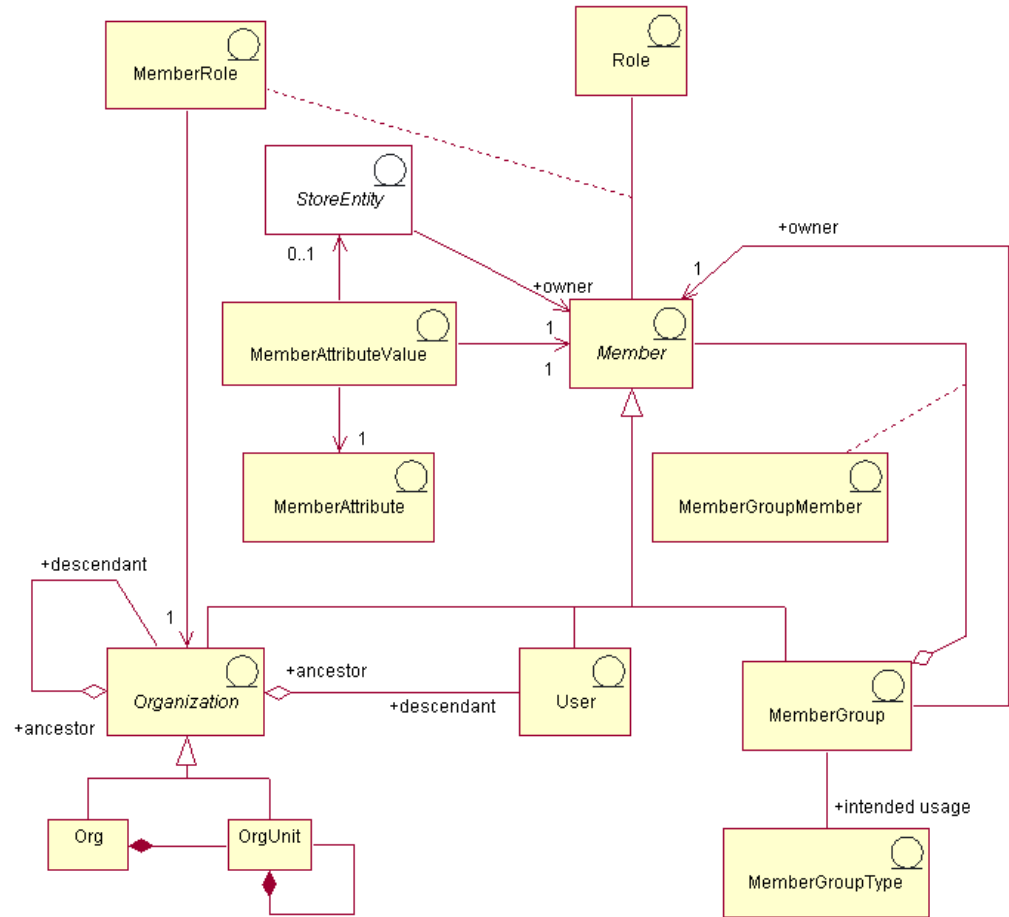 MemberRole
Role
StoreEntity
+owner
0..1
+owner
1
MemberAttributeValue
1
Member
1
1
MemberAttribute
MemberGroupMember
+descendant
1
Organization
+ancestor
+ancestor
+descendant
User
MemberGroup
Org
OrgUnit
+intended usage
MemberGroupType